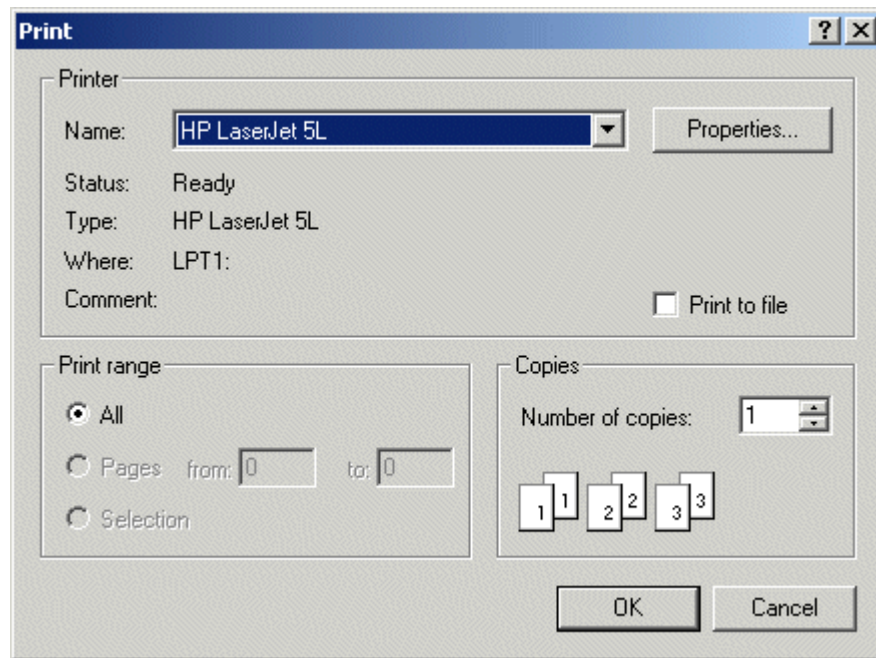 Print
Printer
Name: HP LaserJet 5L Properties...
Status: Ready
Type: HP LaserJet 5L
Where: LPT1:
Comment: Print to file
Print range
All
Pages from: 0 to: 0
Selection
Copies
Number of copies: 1
1 1 2 2 3 3
OK Cancel